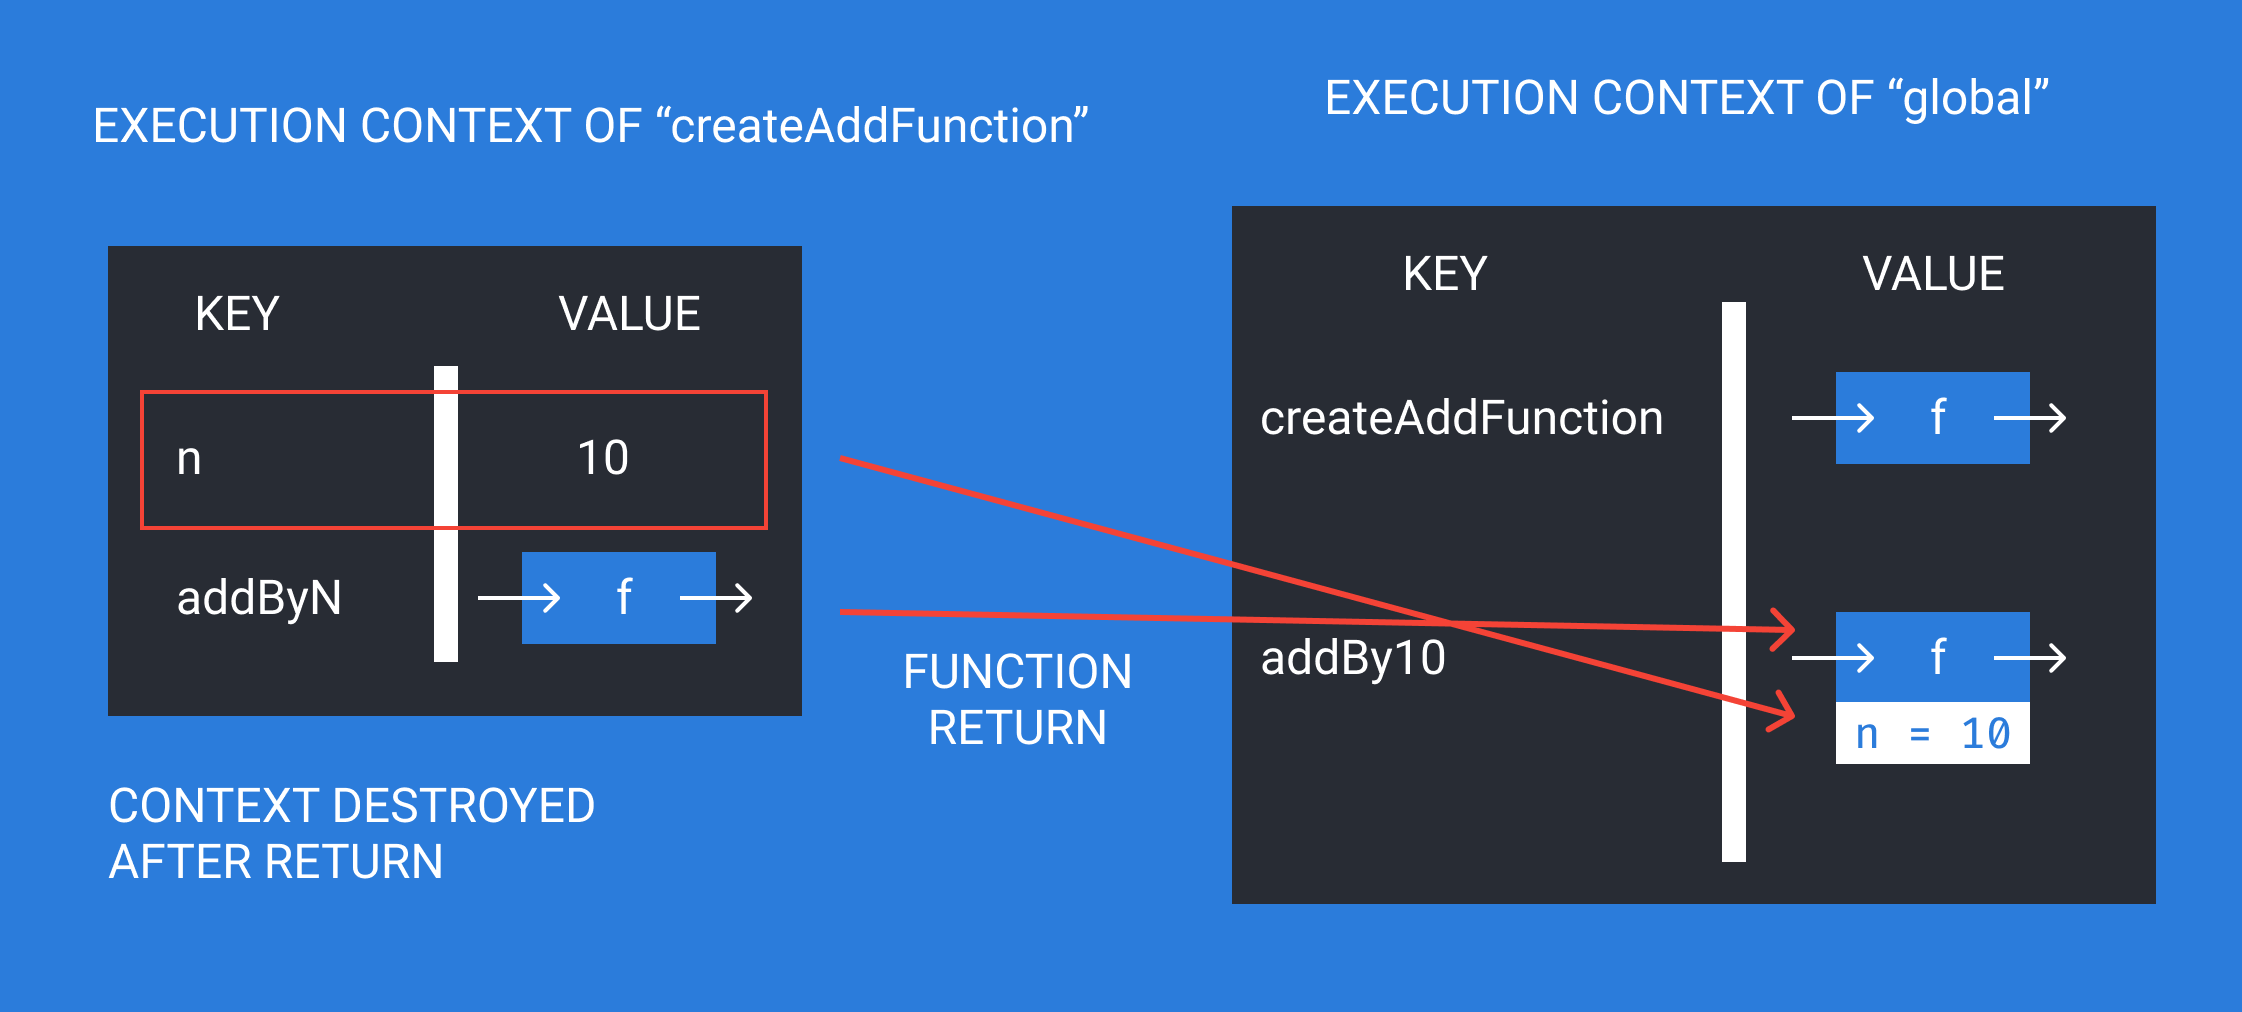 EXECUTION CONTEXT OF “createAddFunction”
KEY VALUE
n 10
addByN f
CONTEXT DESTROYED
AFTER RETURN
FUNCTION
RETURN
EXECUTION CONTEXT OF “global”
KEY VALUE
createAddFunction f
addBy10 f
n = 10